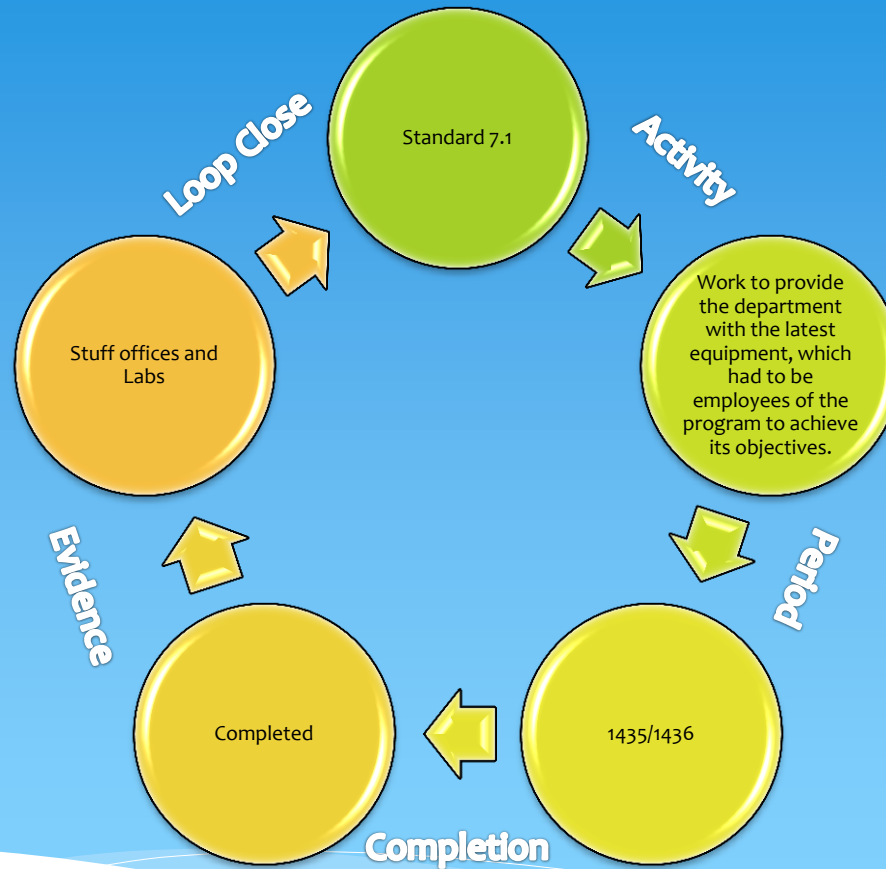 Standard 7.1
Activity
Work to provide
the department
with the latest
equipment, which
had to be
employees of the
program to achieve
its objectives.
Period
1435/1436
Completion
Completed
Evidence
Stuff offices and
Labs
Loop Close